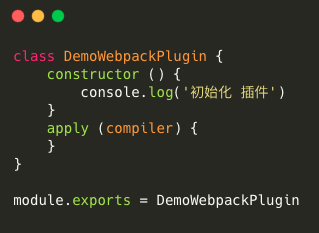 class DemoWebpackPlugin {
    constructor () {
        console.log('初始化 插件')
    }
    apply (compiler) {
    }
}
module.exports = DemoWebpackPlugin